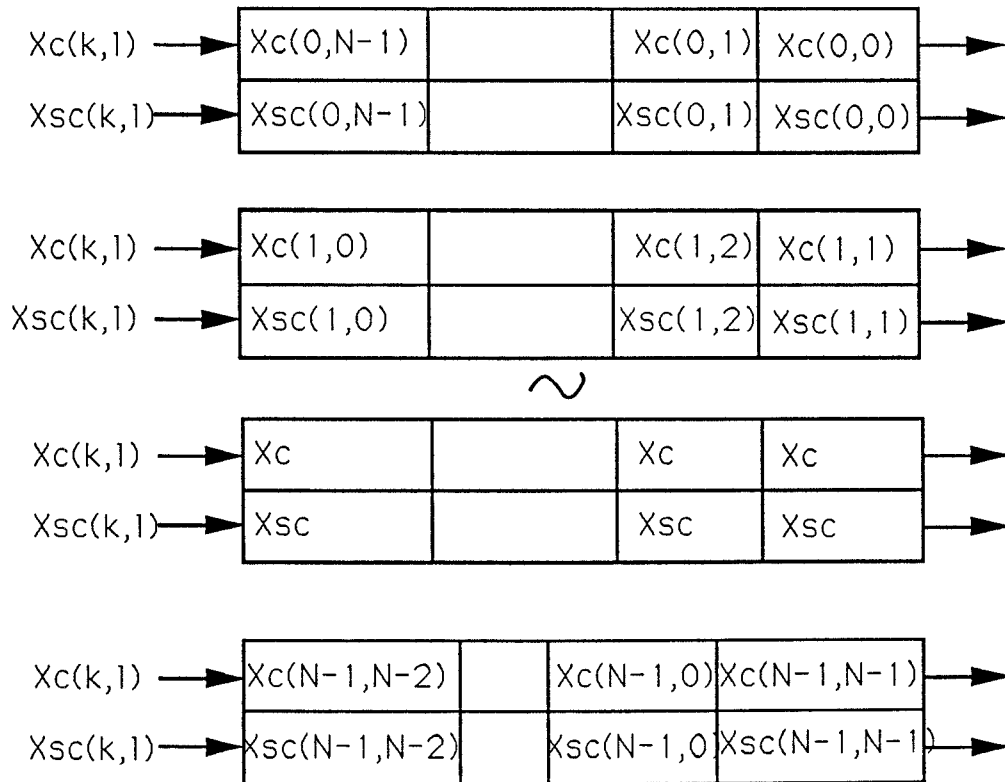 Xc(k,l) Xc(0,N-1) Xc(0,1) Xc(0,0)
Xsc(k,l) Xsc(0,N-1) Xsc(0,1) Xsc(0,0)
Xc(k,l) Xc(1,0) Xc(1,2) Xc(1,1)
Xsc(k,l) Xsc(1,0) Xsc(1,2) Xsc(1,1)
~
Xc(k,l) Xc Xc Xc
Xsc(k,l) Xsc Xsc Xsc
Xc(k,l) Xc(N-1,N-2) Xc(N-1,0) Xc(N-1,N-1)
Xsc(k,l) Xsc(N-1,N-2) Xsc(N-1,0) Xsc(N-1,N-1)